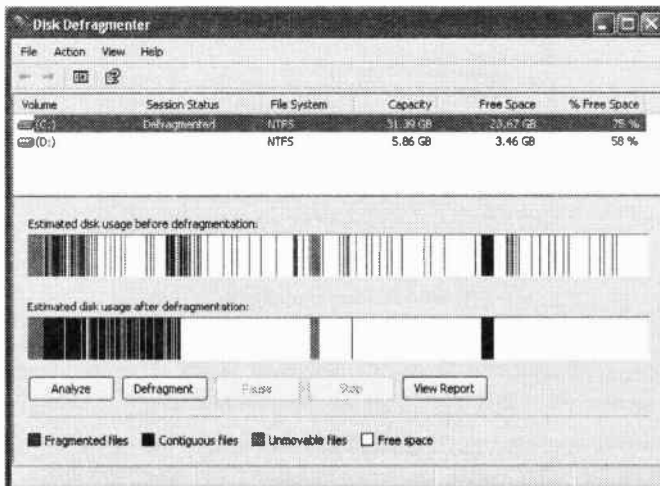 Disk Defragmenter
File Action View Help
Volume Session Status File System Capacity Free Space % Free Space
(C:) Defragmented NTFS 31.39 GB 23.67 GB 75 %
(D:) NTFS 5.86 GB 3.46 GB 58 %
Estimated disk usage before defragmentation:
Estimated disk usage after defragmentation:
Analyze Defragment Pause Stop View Report
Fragmented files Contiguous files Unmovable files Free space